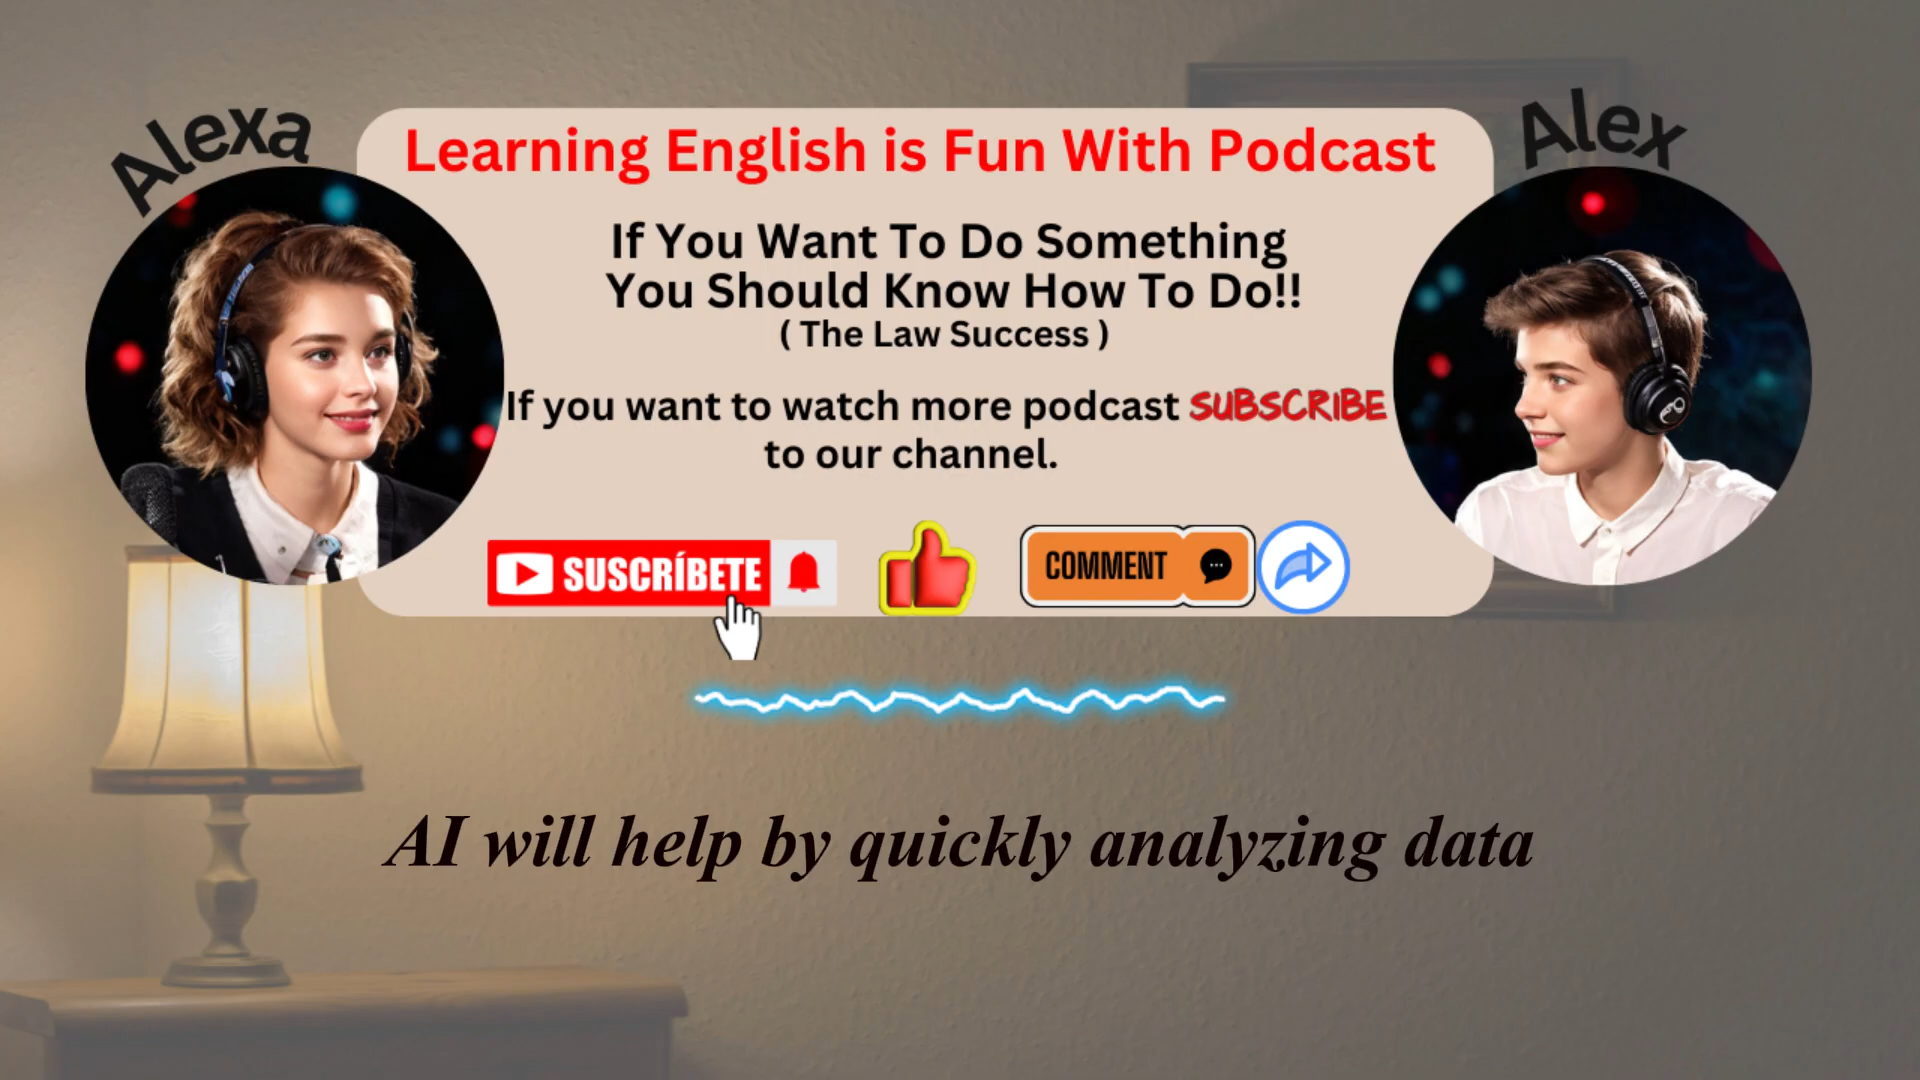 Alexa
Alex
Learning English is Fun With Podcast
If You Want To Do Something
You Should Know How To Do!!
( The Law Success )
If you want to watch more podcast SUBSCRIBE
to our channel.
SUSCRÍBETE
COMMENT
AI will help by quickly analyzing data